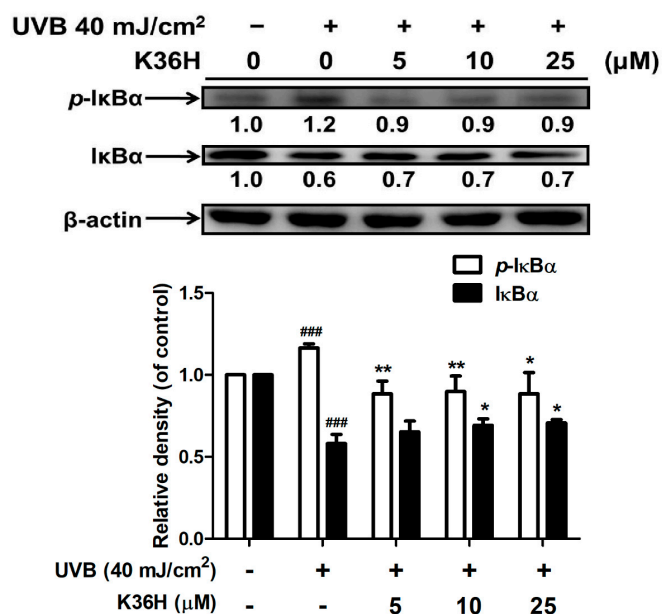 UVB 40 mJ/cm² – + + + +
K36H 0 0 5 10 25 (μM)
p-IκBα
1.0 1.2 0.9 0.9 0.9
IκBα
1.0 0.6 0.7 0.7 0.7
β-actin
p-IκBα
IκBα
Relative density (of control)
1.5
1.0
0.5
0.0
###
###
**
**
*
*
*
UVB (40 mJ/cm²) - + + + +
K36H (μM) - - 5 10 25